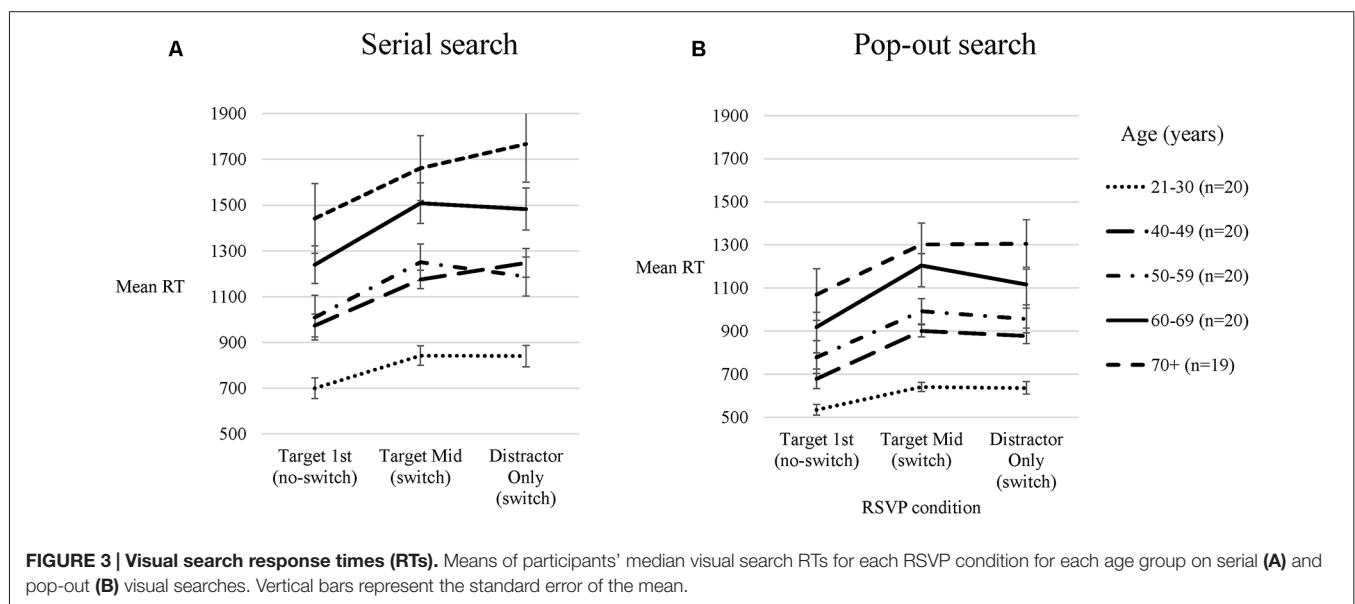 A
Serial search
1900
1700
1500
1300
1100
900
700
500
Mean RT
Target 1st
(no-switch)
Target Mid
(switch)
Distractor
Only
(switch)
B
Pop-out search
1900
1700
1500
1300
1100
900
700
500
Mean RT
Target 1st
(no-switch)
Target Mid
(switch)
Distractor
Only
(switch)
RSVP condition
Age (years)
21-30 (n=20)
40-49 (n=20)
50-59 (n=20)
60-69 (n=20)
70+ (n=19)
FIGURE 3 | Visual search response times (RTs). Means of participants’ median visual search RTs for each RSVP condition for each age group on serial (A) and
pop-out (B) visual searches. Vertical bars represent the standard error of the mean.